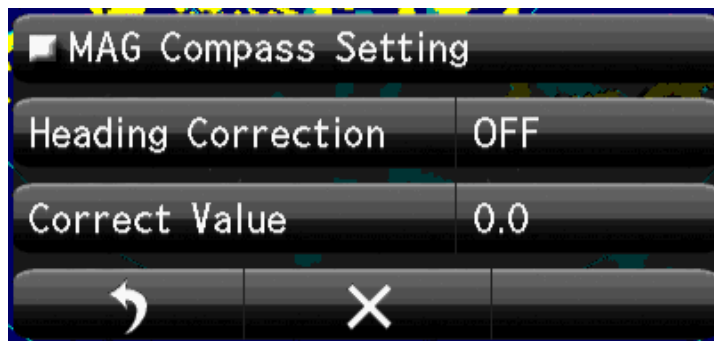 MAG Compass Setting
Heading Correction OFF
Correct Value 0.0